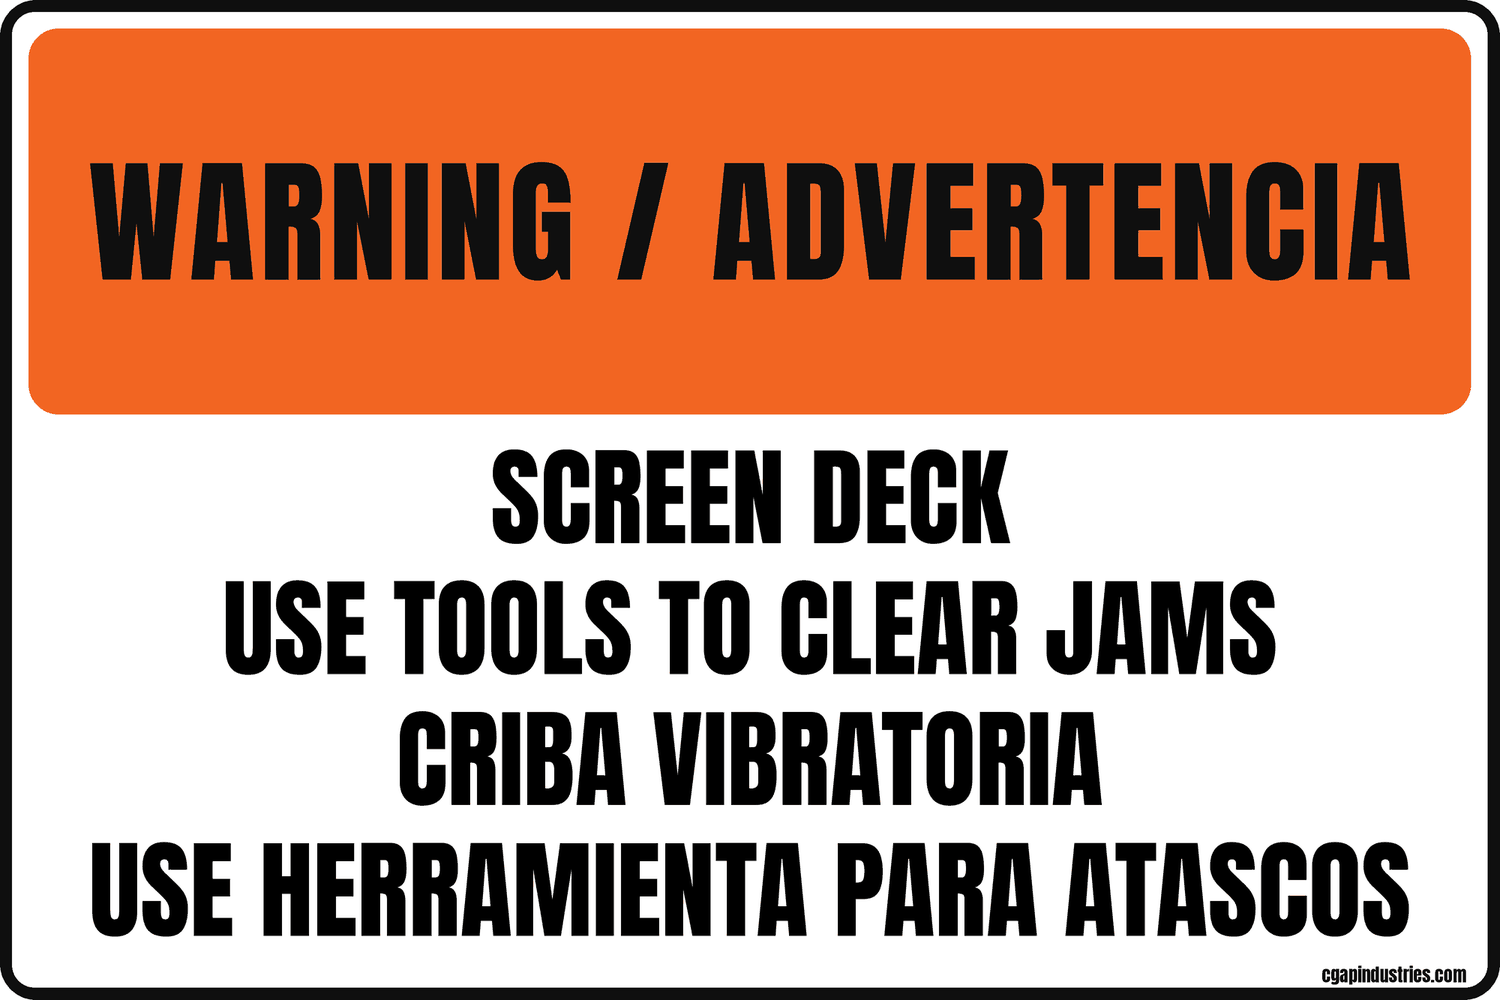 WARNING / ADVERTENCIA
SCREEN DECK
USE TOOLS TO CLEAR JAMS
CRIBA VIBRATORIA
USE HERRAMIENTA PARA ATASCOS
cgapindustries.com